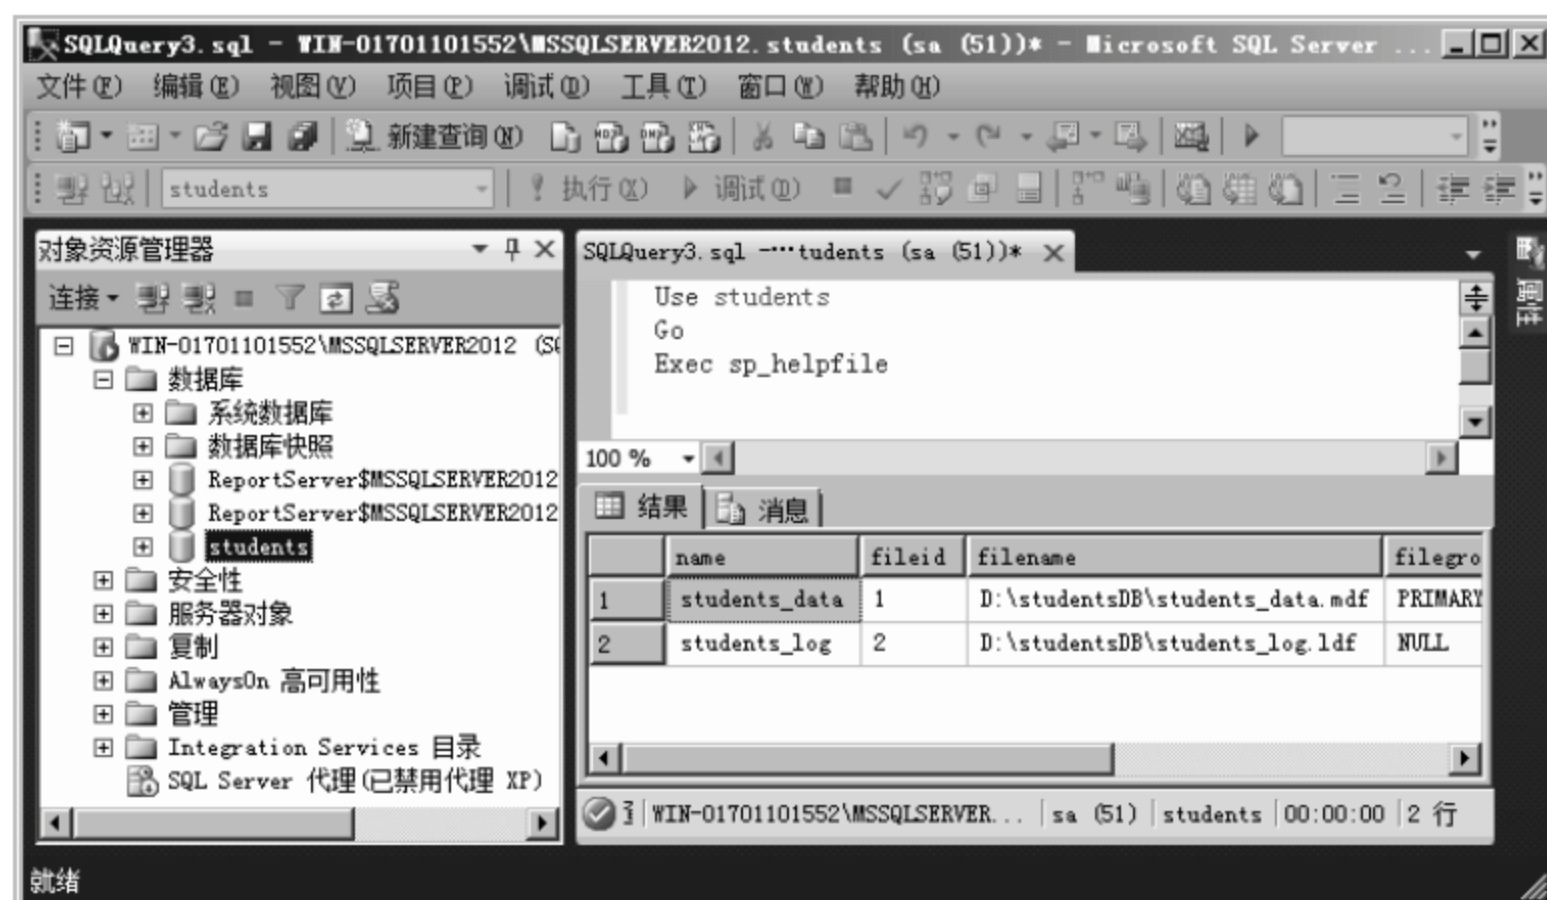 SQLQuery3.sql - WIN-01701101552\MSSQLSERVER2012.students (sa (51))* - Microsoft SQL Server ...
文件(F) 编辑(E) 视图(V) 项目(P) 调试(D) 工具(T) 窗口(W) 帮助(H)
新建查询(N)
students 执行(X) 调试(D)
对象资源管理器
连接
WIN-01701101552\MSSQLSERVER2012 (S
数据库
系统数据库
数据库快照
ReportServer$MSSQLSERVER2012
ReportServer$MSSQLSERVER2012
students
安全性
服务器对象
复制
AlwaysOn 高可用性
管理
Integration Services 目录
SQL Server 代理(已禁用代理 XP)
SQLQuery3.sql -...tudents (sa (51))*
Use students
Go
Exec sp_helpfile
100 %
结果 消息
name fileid filename filegro
1 students_data 1 D:\studentsDB\students_data.mdf PRIMARY
2 students_log 2 D:\studentsDB\students_log.ldf NULL
WIN-01701101552\MSSQLSERVER... sa (51) students 00:00:00 2 行
属性
就绪